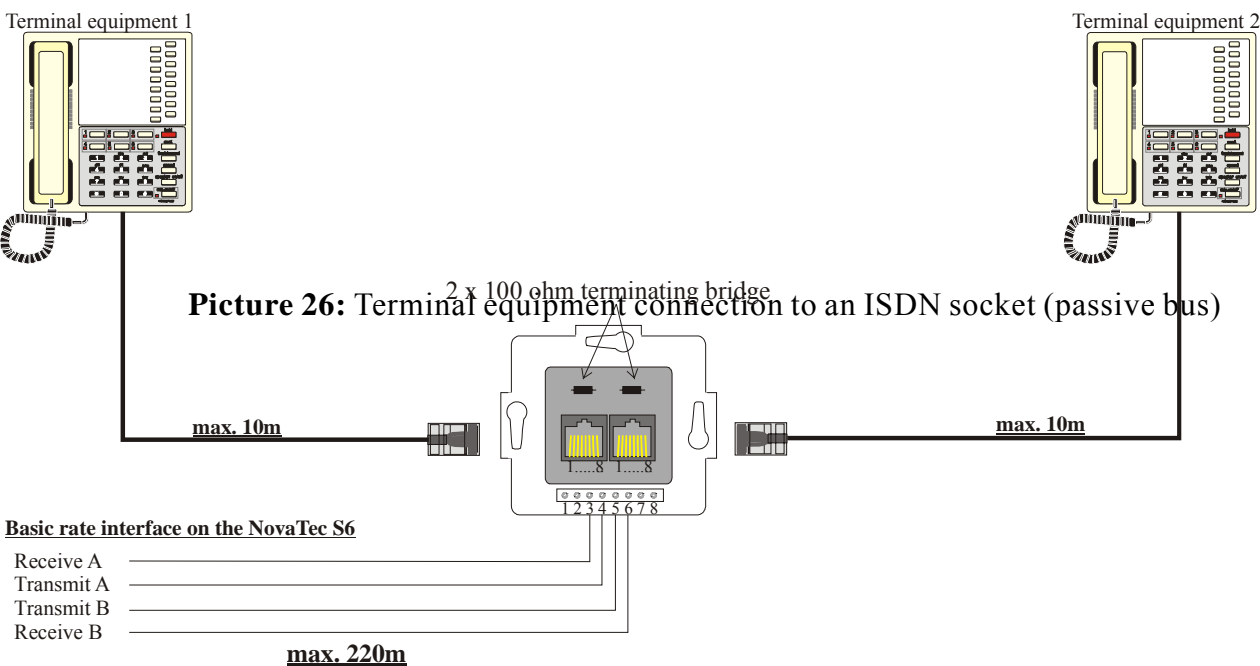 Terminal equipment 1
Terminal equipment 2
2 x 100 ohm terminating bridge
Picture 26: Terminal equipment connection to an ISDN socket (passive bus)
max. 10m
max. 10m
1.....8 1.....8
1 2 3 4 5 6 7 8
Basic rate interface on the NovaTec S6
Receive A
Transmit A
Transmit B
Receive B
max. 220m